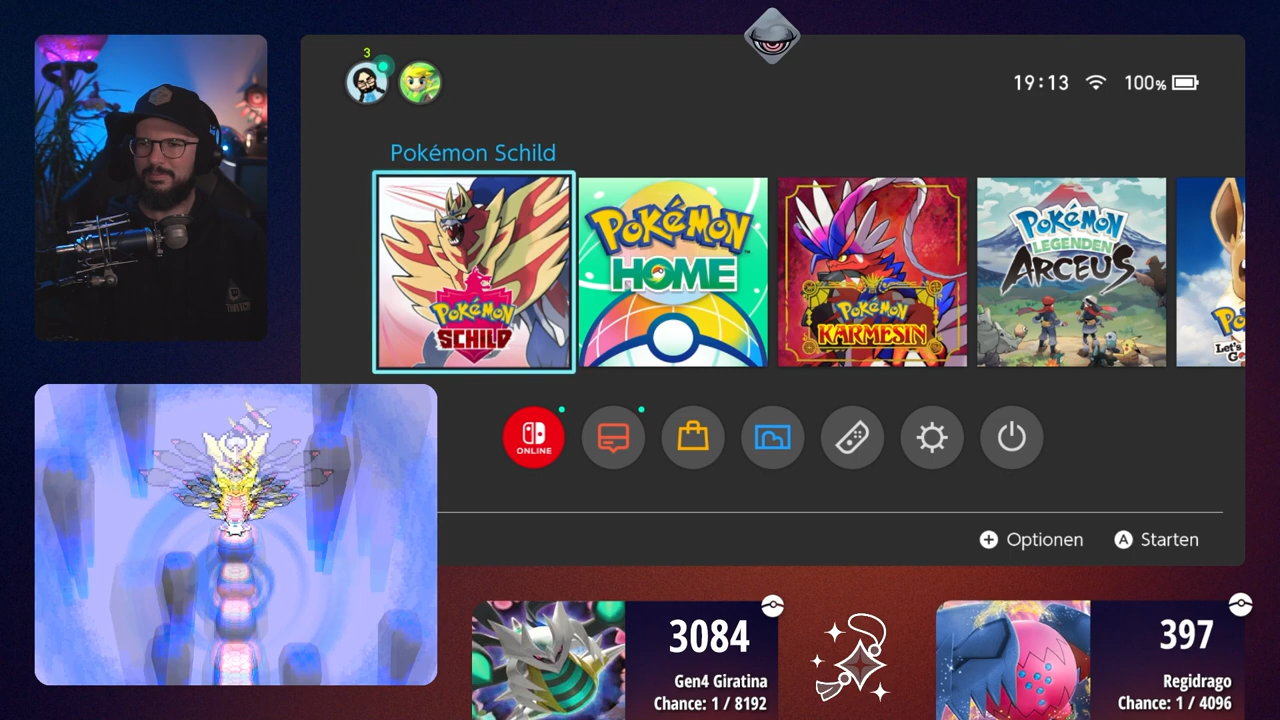 3
19:13
100%
Pokémon Schild
POKÉMON
SCHILD
POKÉMON
HOME
POKÉMON
KARMESIN
POKÉMON
LEGENDEN
ARCEUS
Let's
ONLINE
Optionen
A Starten
3084
Gen4 Giratina
Chance: 1 / 8192
397
Regidrago
Chance: 1 / 4096